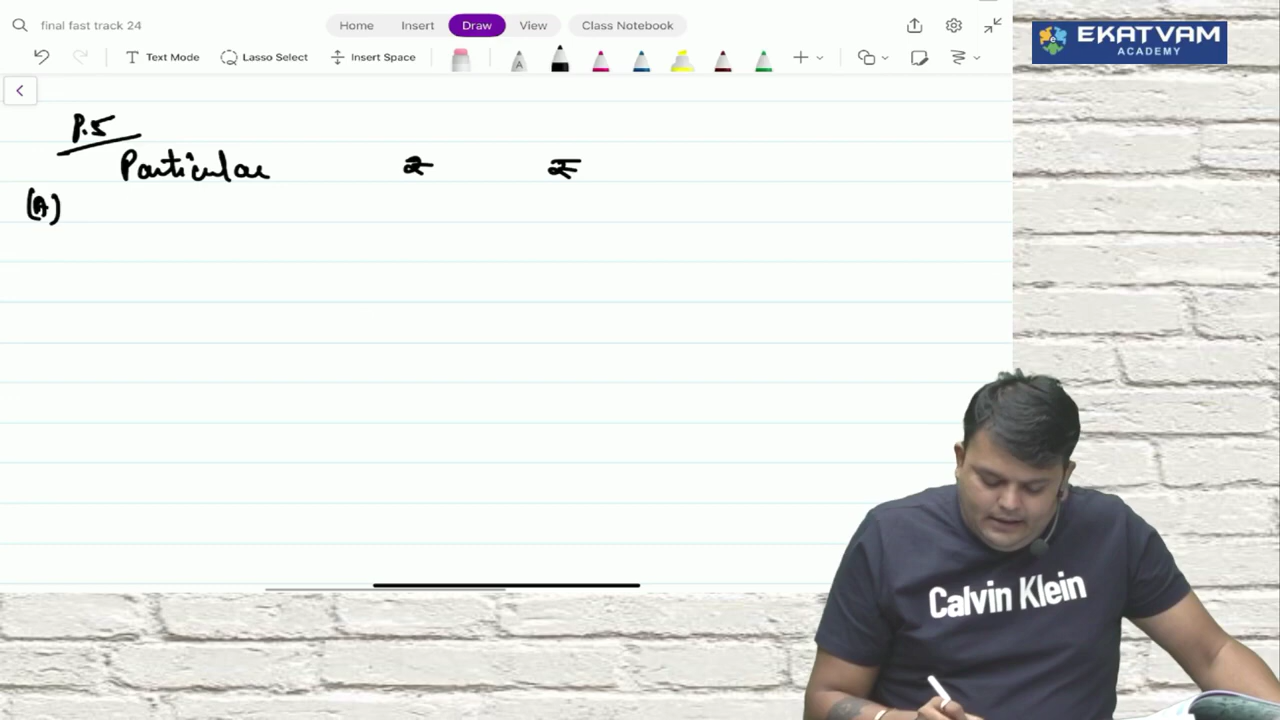 final fast track 24
Home Insert Draw View Class Notebook
Text Mode Lasso Select Insert Space
EKATVAM
ACADEMY
P.5
Particular ₹ ₹
(A)
Calvin Klein